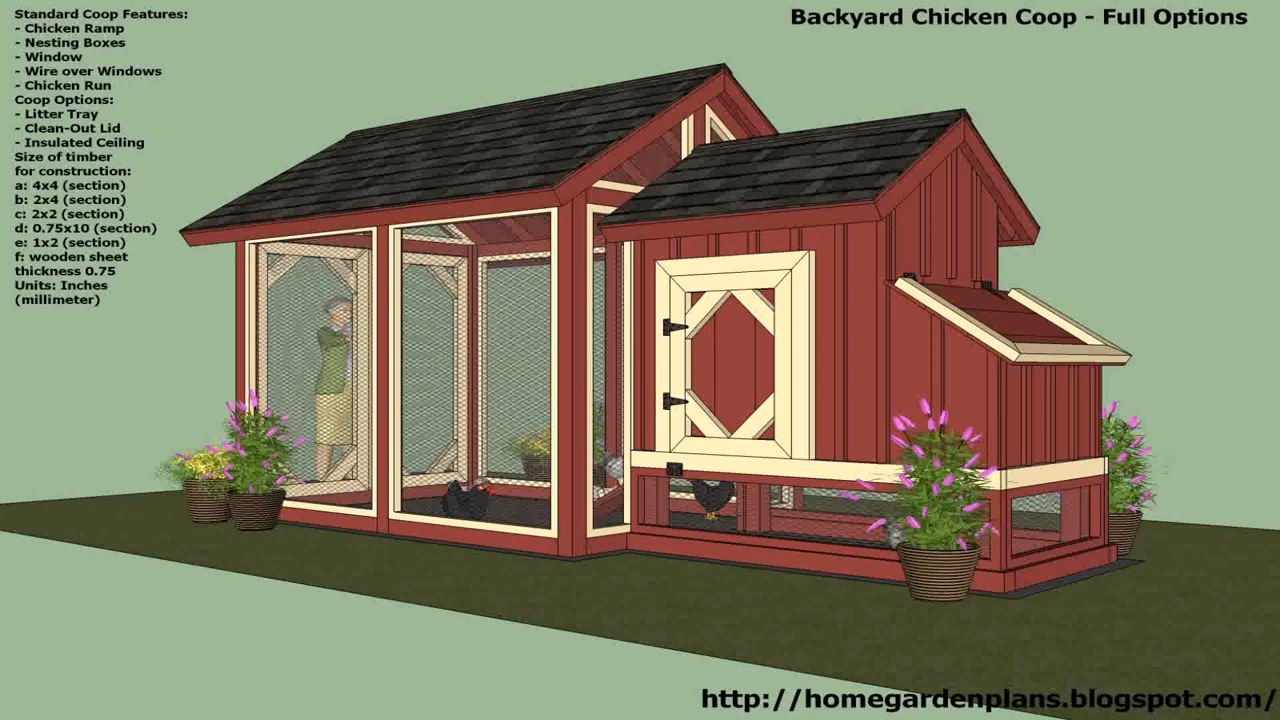 Standard Coop Features:
- Chicken Ramp
- Nesting Boxes
- Window
- Wire over Windows
- Chicken Run
Coop Options:
- Litter Tray
- Clean-Out Lid
- Insulated Ceiling
Size of timber
for construction:
a: 4x4 (section)
b: 2x4 (section)
c: 2x2 (section)
d: 0.75x10 (section)
e: 1x2 (section)
f: wooden sheet
thickness 0.75
Units: Inches
(millimeter)
Backyard Chicken Coop - Full Options
http://homegardenplans.blogspot.com/